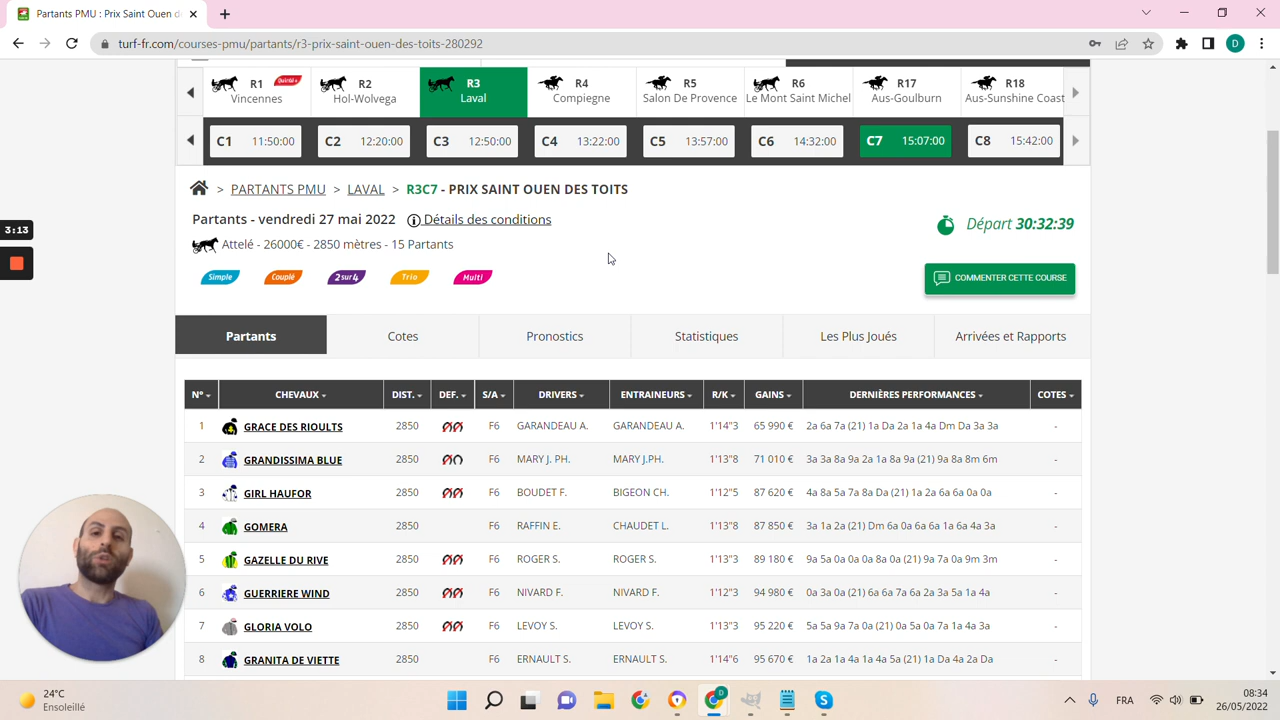 Partants PMU : Prix Saint Ouen d
turf-fr.com/courses-pmu/partants/r3-prix-saint-ouen-des-toits-280292
D
R1 Quinté+ R2 R3 R4 R5 R6 R17 R18
Vincennes Hol-Wolvega Laval Compiegne Salon De Provence Le Mont Saint Michel Aus-Goulburn Aus-Sunshine Coast
C1 11:50:00 C2 12:20:00 C3 12:50:00 C4 13:22:00 C5 13:57:00 C6 14:32:00 C7 15:07:00 C8 15:42:00
> PARTANTS PMU > LAVAL > R3C7 - PRIX SAINT OUEN DES TOITS
Partants - vendredi 27 mai 2022 Détails des conditions
Départ 30:32:39
3:13
Attelé - 26000€ - 2850 mètres - 15 Partants
Simple Couplé 2sur4 Trio Multi
COMMENTER CETTE COURSE
Partants Cotes Pronostics Statistiques Les Plus Joués Arrivées et Rapports
N° CHEVAUX DIST. DEF. S/A DRIVERS ENTRAINEURS R/K GAINS DERNIÈRES PERFORMANCES COTES
1 GRACE DES RIOULTS 2850 F6 GARANDEAU A. GARANDEAU A. 1'14"3 65 990 € 2a 6a 7a (21) 1a Da 2a 1a 4a Dm Da 3a 3a -
2 GRANDISSIMA BLUE 2850 F6 MARY J. PH. MARY J.PH. 1'13"8 71 010 € 3a 3a 8a 9a 2a 1a 8a 9a (21) 9a 8a 8m 6m -
3 GIRL HAUFOR 2850 F6 BOUDET F. BIGEON CH. 1'12"5 87 620 € 4a 8a 5a 7a 8a Da (21) 1a 2a 6a 6a 0a 0a -
4 GOMERA 2850 F6 RAFFIN E. CHAUDET L. 1'13"8 87 850 € 3a 1a 2a (21) Dm 6a 0a 6a 6a 1a 6a 4a 3a -
5 GAZELLE DU RIVE 2850 F6 ROGER S. ROGER S. 1'13"3 89 180 € 9a 5a 0a 0a 8a 0a (21) 9a 7a 0a 9m 3m -
6 GUERRIERE WIND 2850 F6 NIVARD F. NIVARD F. 1'12"3 94 980 € 0a 3a 0a (21) 6a 6a 7a 6a 2a 3a 5a 1a 4a -
7 GLORIA VOLO 2850 F6 LEVOY S. LEVOY S. 1'13"3 95 220 € 5a 5a 9a 7a 0a (21) 0a 5a 0a 7a 1a 4a 3a -
8 GRANITA DE VIETTE 2850 F6 ERNAULT S. ERNAULT S. 1'14"6 95 670 € 1a 2a 1a 4a 1a 4a 5a (21) 1a Da 4a 2a Da -
24°C
Ensoleillé
D
FRA
08:34
26/05/2022